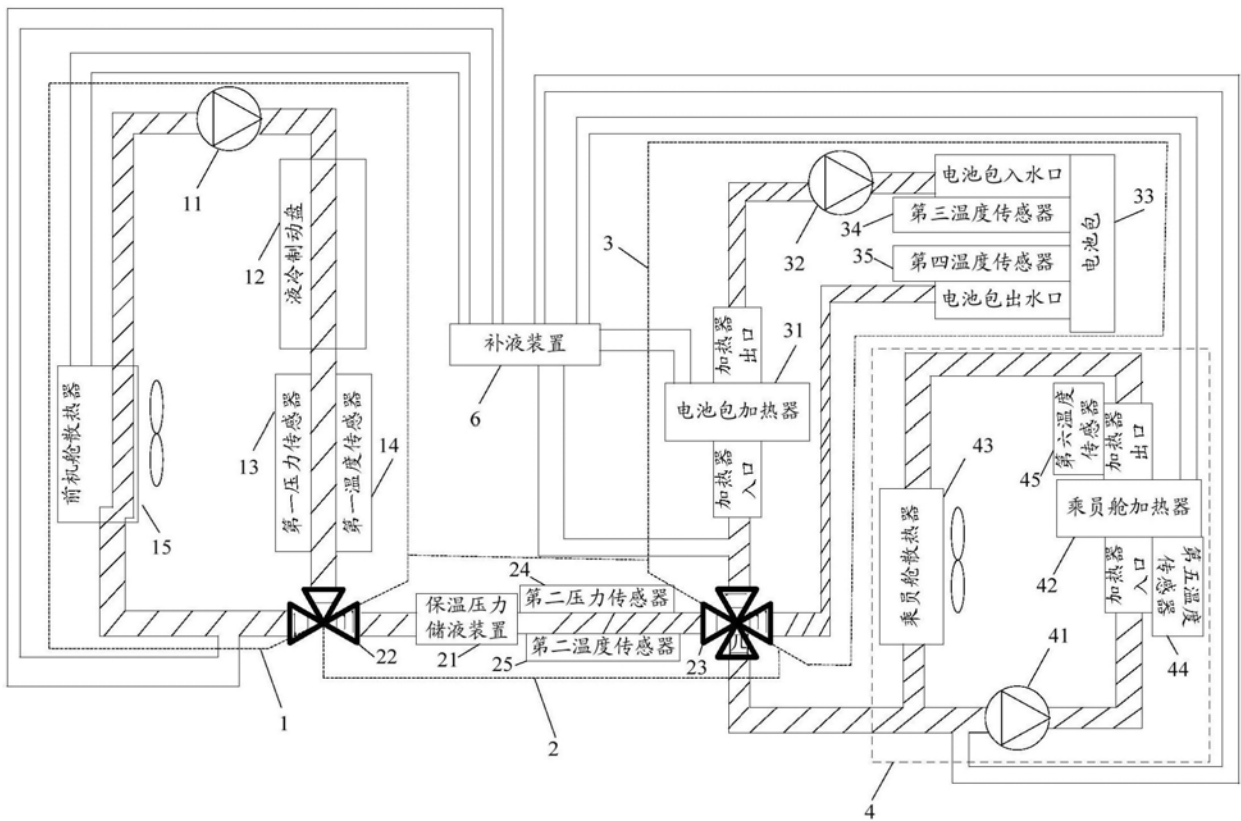 11
液冷制动盘
12
前机舱散热器
15
第一压力传感器
13
第一温度传感器
14
补液装置
6
3
32
电池包入水口
第三温度传感器
34
第四温度传感器
35
电池包出水口
电池包
33
加热器
出口
31
电池包加热器
加热器
入口
43
乘员舱散热器
第六温度
传感器
45
加热器
出口
乘员舱加热器
42
加热器
入口
第五温度
传感器
44
41
保温压力
储液装置
21
22
24
第二压力传感器
第二温度传感器
25
23
1
2
4